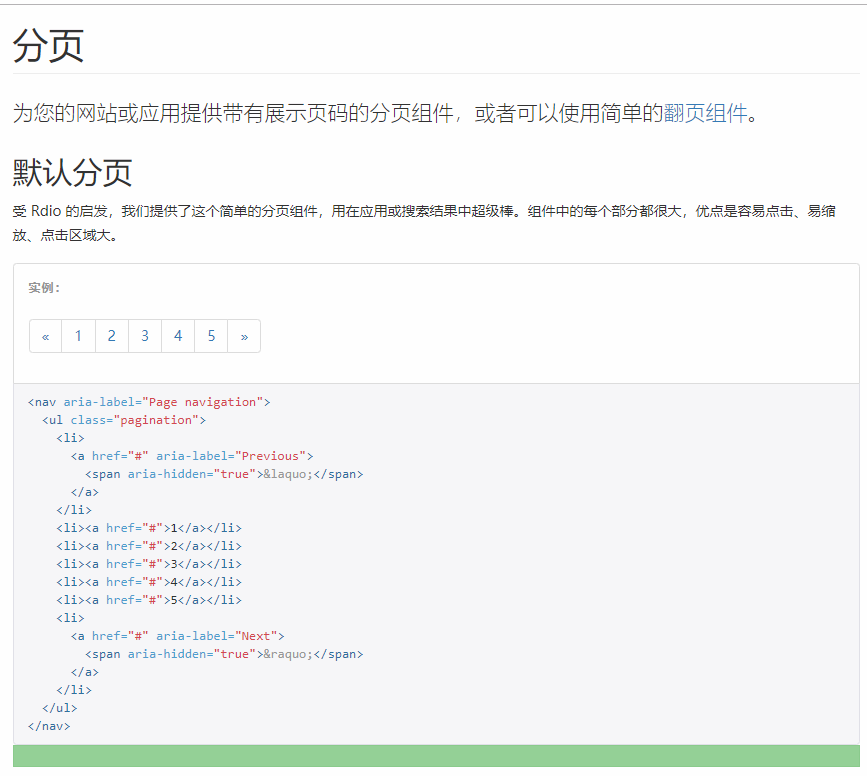 分页
为您的网站或应用提供带有展示页码的分页组件，或者可以使用简单的翻页组件。
默认分页
受 Rdio 的启发，我们提供了这个简单的分页组件，用在应用或搜索结果中超级棒。组件中的每个部分都很大，优点是容易点击、易缩
放、点击区域大。
实例：
« 1 2 3 4 5 »
<nav aria-label="Page navigation">
  <ul class="pagination">
    <li>
      <a href="#" aria-label="Previous">
        <span aria-hidden="true">&laquo;</span>
      </a>
    </li>
    <li><a href="#">1</a></li>
    <li><a href="#">2</a></li>
    <li><a href="#">3</a></li>
    <li><a href="#">4</a></li>
    <li><a href="#">5</a></li>
    <li>
      <a href="#" aria-label="Next">
        <span aria-hidden="true">&raquo;</span>
      </a>
    </li>
  </ul>
</nav>